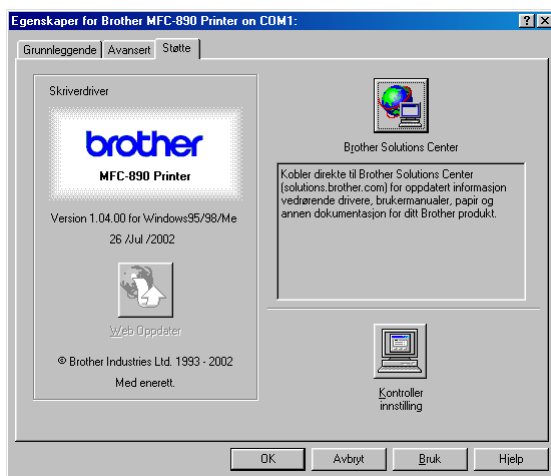 Egenskaper for Brother MFC-890 Printer on COM1:
Grunnleggende
Avansert
Støtte
Skriverdriver
brother
MFC-890 Printer
Version 1.04.00 for Windows95/98/Me
26 /Jul /2002
Web Oppdater
© Brother Industries Ltd. 1993 - 2002
Med enerett.
Brother Solutions Center
Kobler direkte til Brother Solutions Center
(solutions.brother.com) for oppdatert informasjon
vedrørende drivere, brukermanualer, papir og
annen dokumentasjon for ditt Brother produkt.
Kontroller
innstilling
OK
Avbryt
Bruk
Hjelp